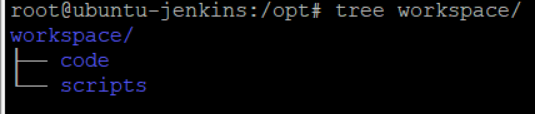 root@ubuntu-jenkins:/opt# tree workspace/
workspace/
├── code
└── scripts